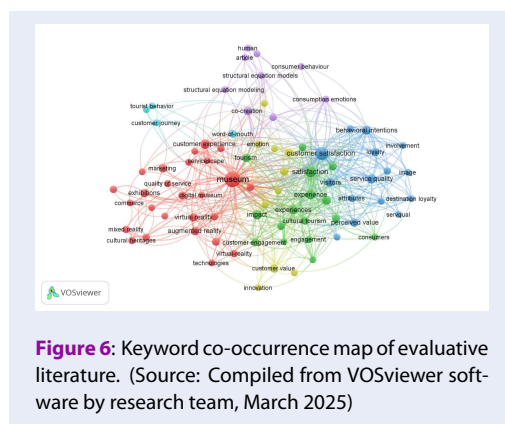 human
article
consumer behaviour
structural equation models
structural equation modeling
consumption emotions
tourist behavior
co-creation
customer journey
word-of-mouth
behavioral intentions
customer experience
emotion
involvement
servicescape
tourism
customer satisfaction
loyalty
marketing
satisfaction
image
museum
visitors
service quality
quality of service
exhibitions
digital museum
experience
attributes
destination loyalty
commerce
experiences
virtual reality
impact
servqual
cultural tourism
perceived value
mixed reality
augmented reality
cultural heritages
customer engagement
engagement
consumers
virtual-reality
technologies
customer value
innovation
VOSviewer
Figure 6: Keyword co-occurrence map of evaluative
literature. (Source: Compiled from VOSviewer soft-
ware by research team, March 2025)